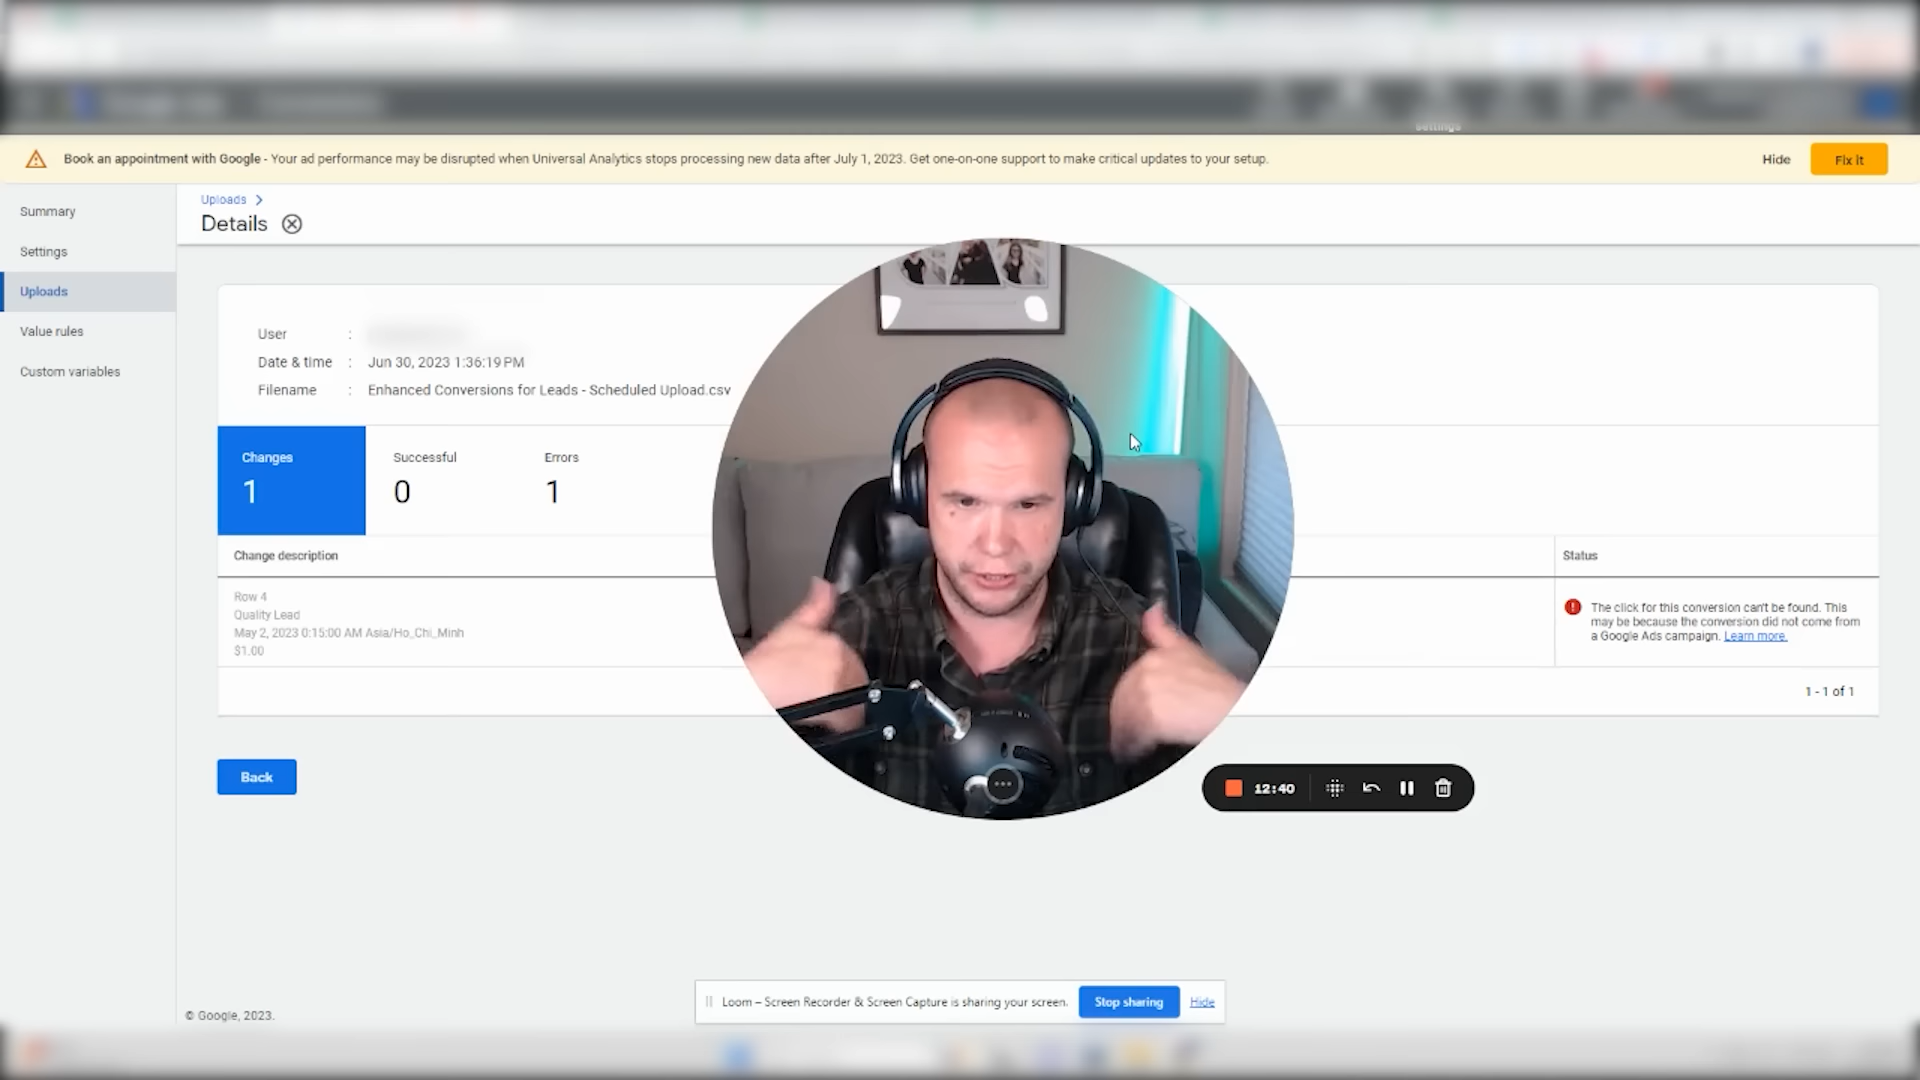 Settings
Book an appointment with Google - Your ad performance may be disrupted when Universal Analytics stops processing new data after July 1, 2023. Get one-on-one support to make critical updates to your setup.
Hide
Fix it
Summary
Settings
Uploads
Value rules
Custom variables
Uploads
Details
User :
Date & time : Jun 30, 2023 1:36:19 PM
Filename : Enhanced Conversions for Leads - Scheduled Upload.csv
Changes
1
Successful
0
Errors
1
Change description
Status
Row 4
Quality Lead
May 2, 2023 0:15:00 AM Asia/Ho_Chi_Minh
$1.00
The click for this conversion can't be found. This
may be because the conversion did not come from
a Google Ads campaign. Learn more.
1 - 1 of 1
Back
12:40
Loom – Screen Recorder & Screen Capture is sharing your screen.
Stop sharing
Hide
© Google, 2023.